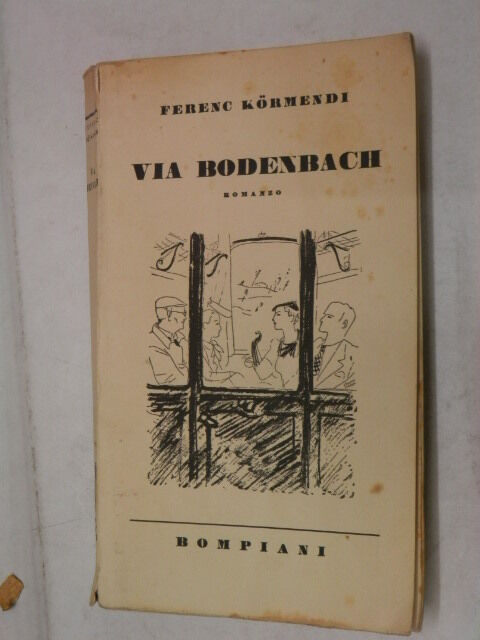 FERENC KÖRMENDI
VIA BODENBACH
ROMANZO
BOMPIANI